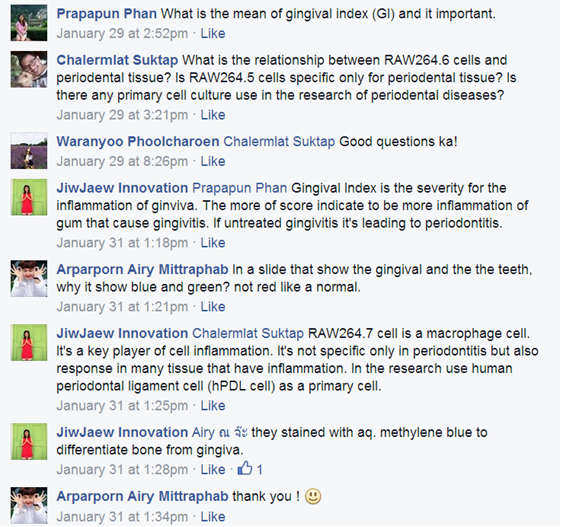 Prapapun Phan What is the mean of gingival index (GI) and it important.
January 29 at 2:52pm · Like
Chalermlat Suktap What is the relationship between RAW264.6 cells and
periodental tissue? Is RAW264.5 cells specific only for periodental tissue? Is
there any primary cell culture use in the research of periodental diseases?
January 29 at 3:21pm · Like
Waranyoo Phoolcharoen Chalermlat Suktap Good questions ka!
January 29 at 8:26pm · Like
JiwJaew Innovation Prapapun Phan Gingival Index is the severity for the
inflammation of ginviva. The more of score indicate to be more inflammation of
gum that cause gingivitis. If untreated gingivitis it's leading to periodontitis.
January 31 at 1:18pm · Like
Arparporn Airy Mittraphab In a slide that show the gingival and the the teeth,
why it show blue and green? not red like a normal.
January 31 at 1:21pm · Like
JiwJaew Innovation Chalermlat Suktap RAW264.7 cell is a macrophage cell.
It's a key player of cell inflammation. It's not specific only in periodontitis but also
response in many tissue that have inflammation. In the research use human
periodontal ligament cell (hPDL cell) as a primary cell.
January 31 at 1:25pm · Like
JiwJaew Innovation Airy ณ จ๊ะ they stained with aq. methylene blue to
differentiate bone from gingiva.
January 31 at 1:28pm · Like · 1
Arparporn Airy Mittraphab thank you !
January 31 at 1:34pm · Like